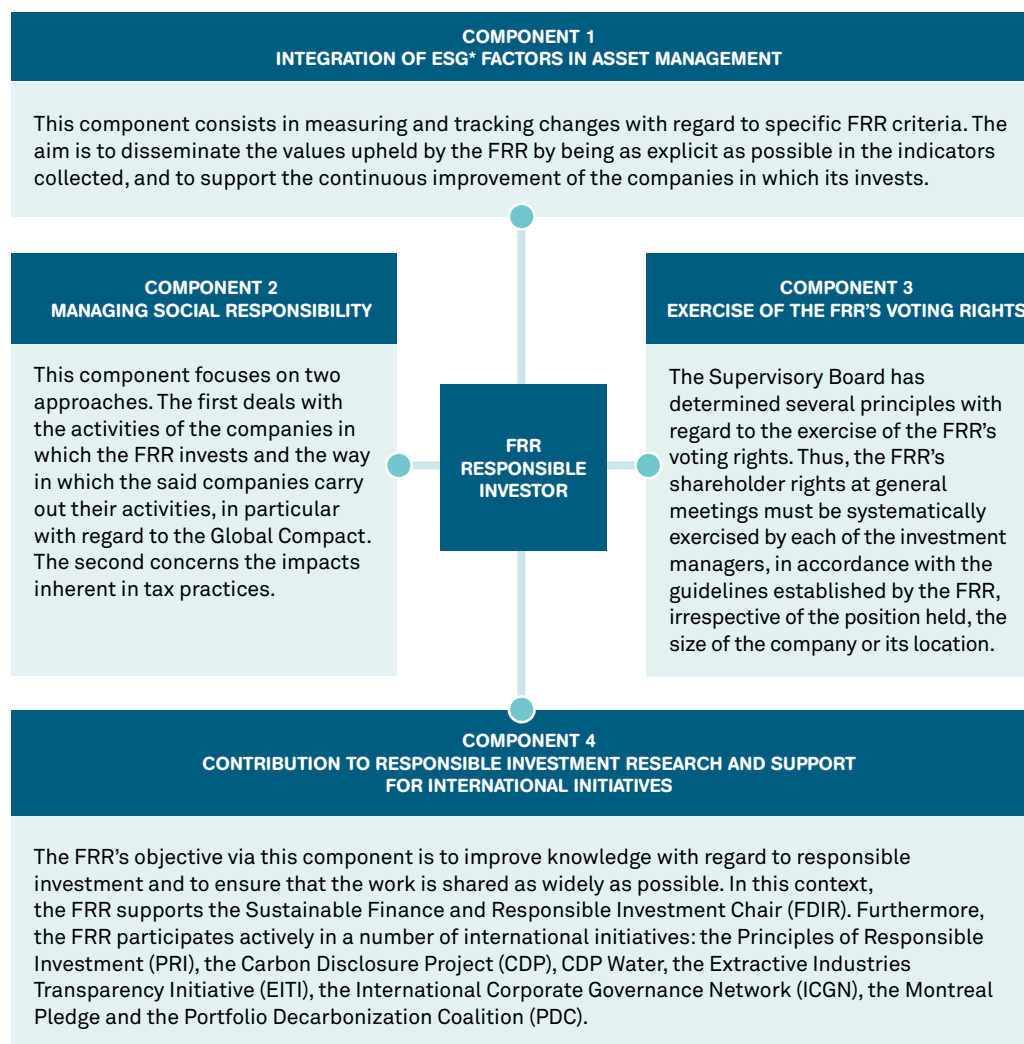 COMPONENT 1
INTEGRATION OF ESG* FACTORS IN ASSET MANAGEMENT
This component consists in measuring and tracking changes with regard to specific FRR criteria. The
aim is to disseminate the values upheld by the FRR by being as explicit as possible in the indicators
collected, and to support the continuous improvement of the companies in which its invests.
COMPONENT 2
MANAGING SOCIAL RESPONSIBILITY
This component focuses on two
approaches. The first deals with
the activities of the companies in
which the FRR invests and the way
in which the said companies carry
out their activities, in particular
with regard to the Global Compact.
The second concerns the impacts
inherent in tax practices.
FRR
RESPONSIBLE
INVESTOR
COMPONENT 3
EXERCISE OF THE FRR'S VOTING RIGHTS
The Supervisory Board has
determined several principles with
regard to the exercise of the FRR's
voting rights. Thus, the FRR's
shareholder rights at general
meetings must be systematically
exercised by each of the investment
managers, in accordance with the
guidelines established by the FRR,
irrespective of the position held, the
size of the company or its location.
COMPONENT 4
CONTRIBUTION TO RESPONSIBLE INVESTMENT RESEARCH AND SUPPORT
FOR INTERNATIONAL INITIATIVES
The FRR's objective via this component is to improve knowledge with regard to responsible
investment and to ensure that the work is shared as widely as possible. In this context,
the FRR supports the Sustainable Finance and Responsible Investment Chair (FDIR). Furthermore,
the FRR participates actively in a number of international initiatives: the Principles of Responsible
Investment (PRI), the Carbon Disclosure Project (CDP), CDP Water, the Extractive Industries
Transparency Initiative (EITI), the International Corporate Governance Network (ICGN), the Montreal
Pledge and the Portfolio Decarbonization Coalition (PDC).